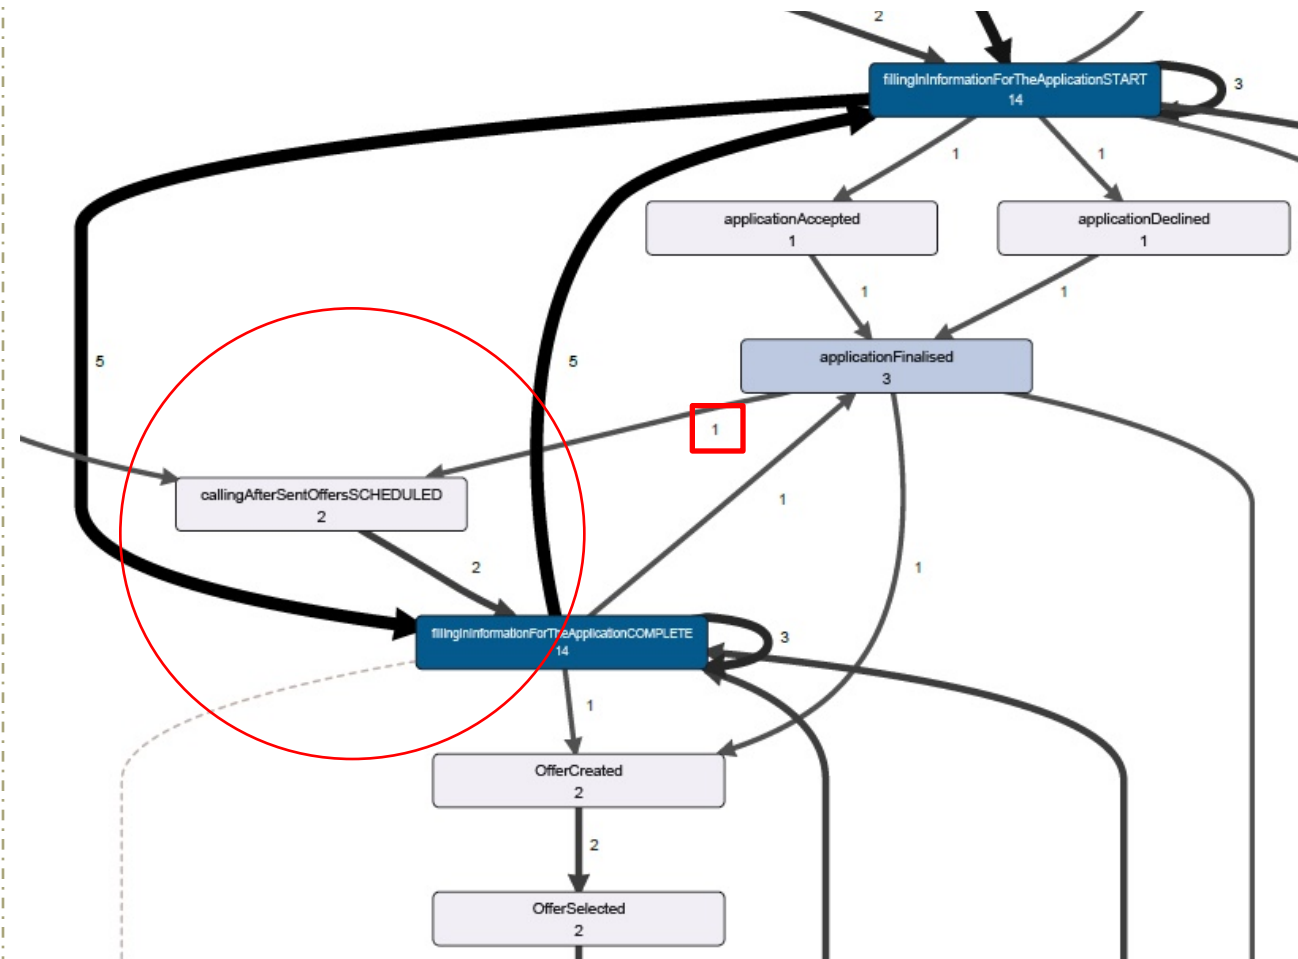 2
fillingInInformationForTheApplicationSTART
14
3
1
1
applicationAccepted
1
applicationDeclined
1
1
1
applicationFinalised
3
5
5
1
callingAfterSentOffersSCHEDULED
2
1
2
1
fillingInInformationForTheApplicationCOMPLETE
14
3
1
OfferCreated
2
2
OfferSelected
2